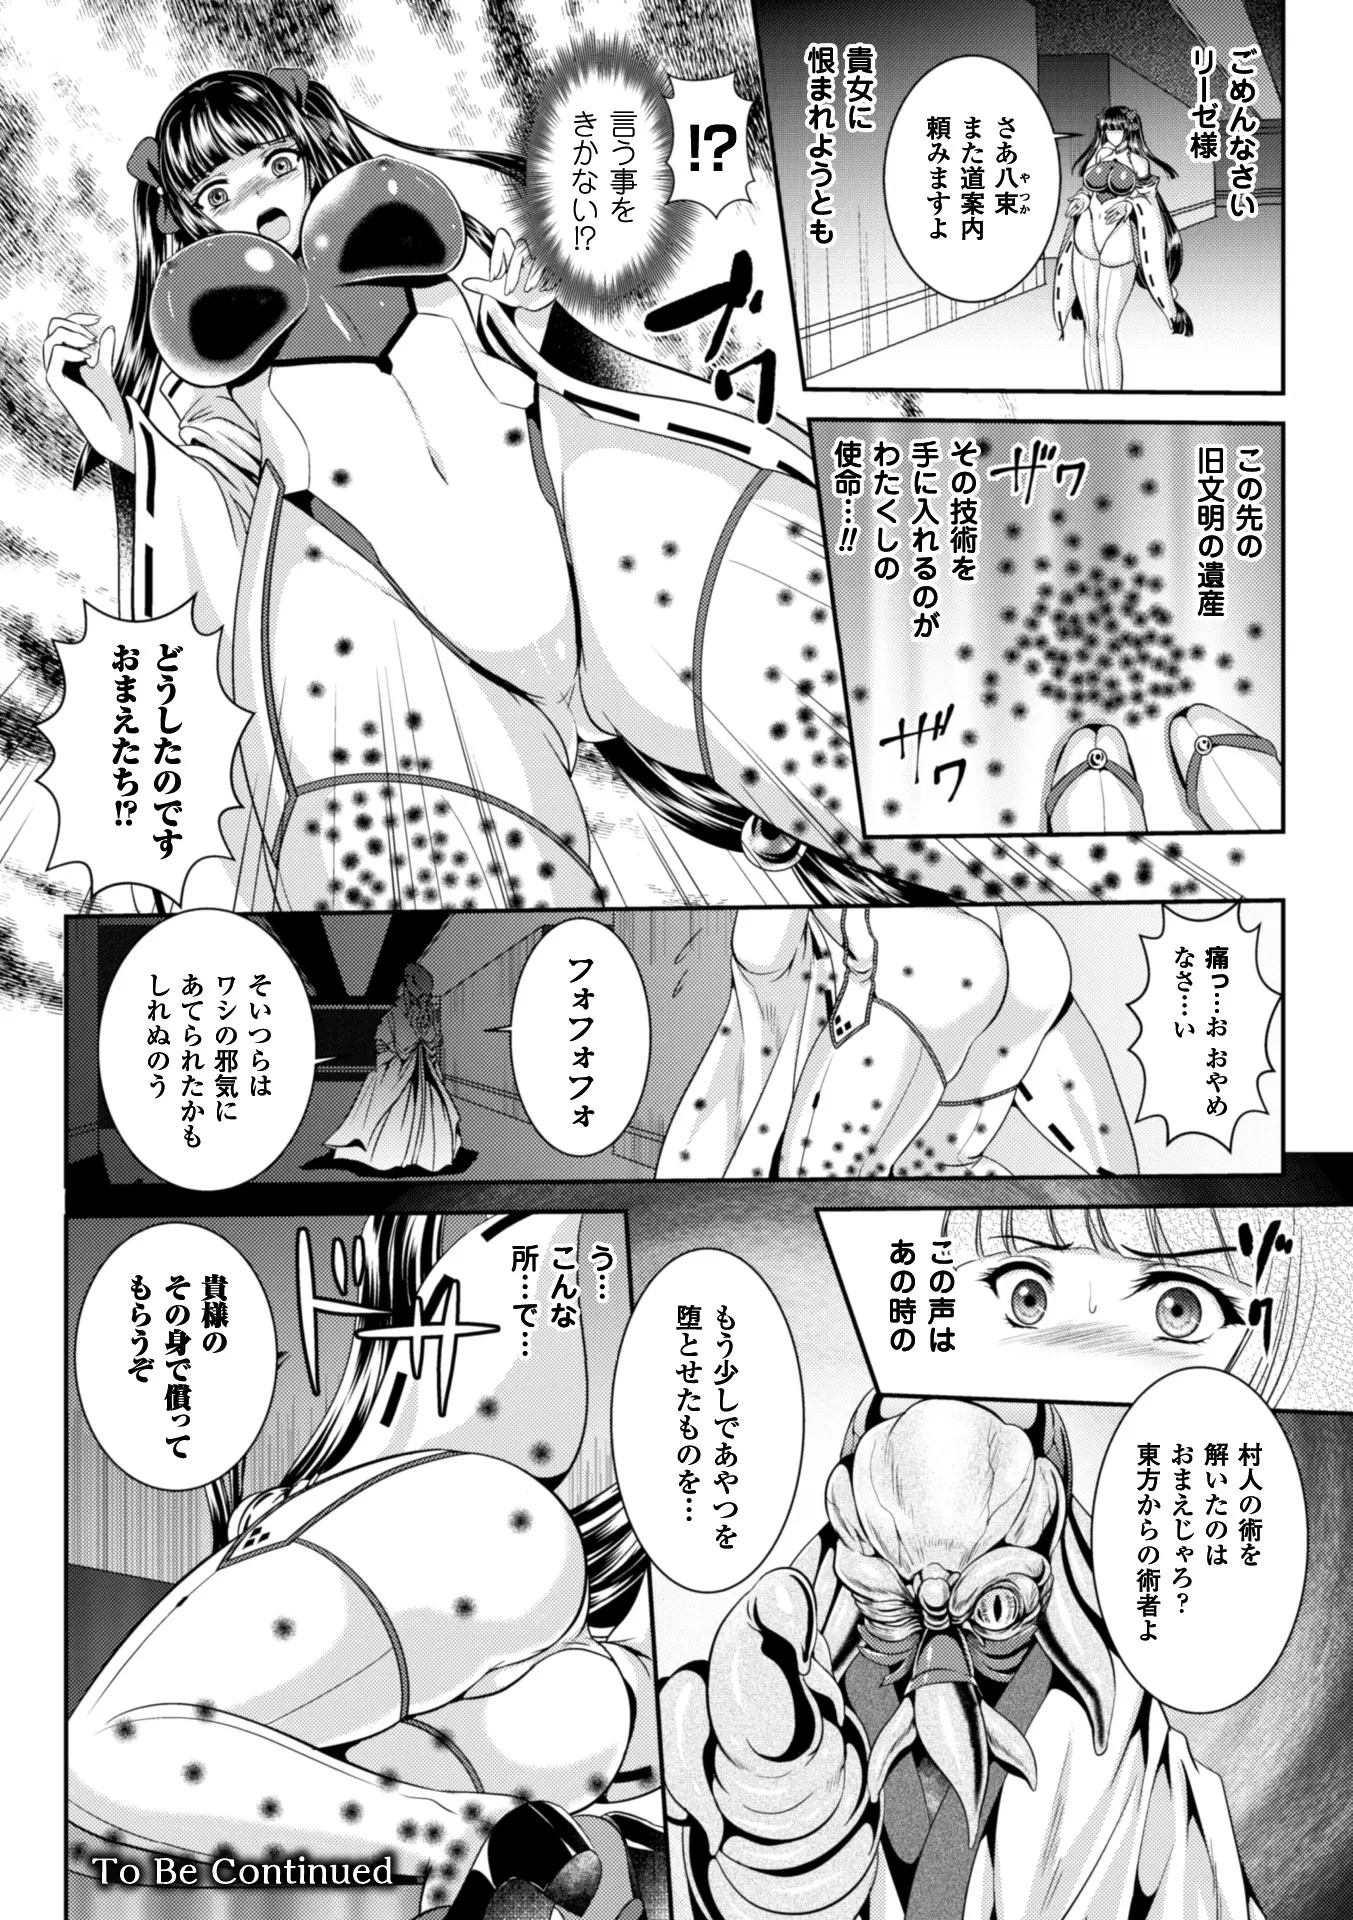 ごめんなさい
リーゼ様
さあ八束
やつか
また道案内
頼みますよ
貴女に
恨まれようとも
この先の
旧文明の遺産
ザワ
その技術を
手に入れるのが
わたくしの
使命…!!
ザワ
!?
言う事を
きかない!?
ブワ
どうしたのです
おまえたち!?
痛っ…お おやめ
なさ…い
フォフォフォ
そいつらは
ワシの邪気に
あてられたかも
しれぬのう
この声は
あの時の
村人の術を
解いたのは
おまえじゃろ?
東方からの術者よ
もう少しであやつを
堕とせたものを…
う…
こんな
所…で…
貴様の
その身で償って
もらうぞ
To Be Continued